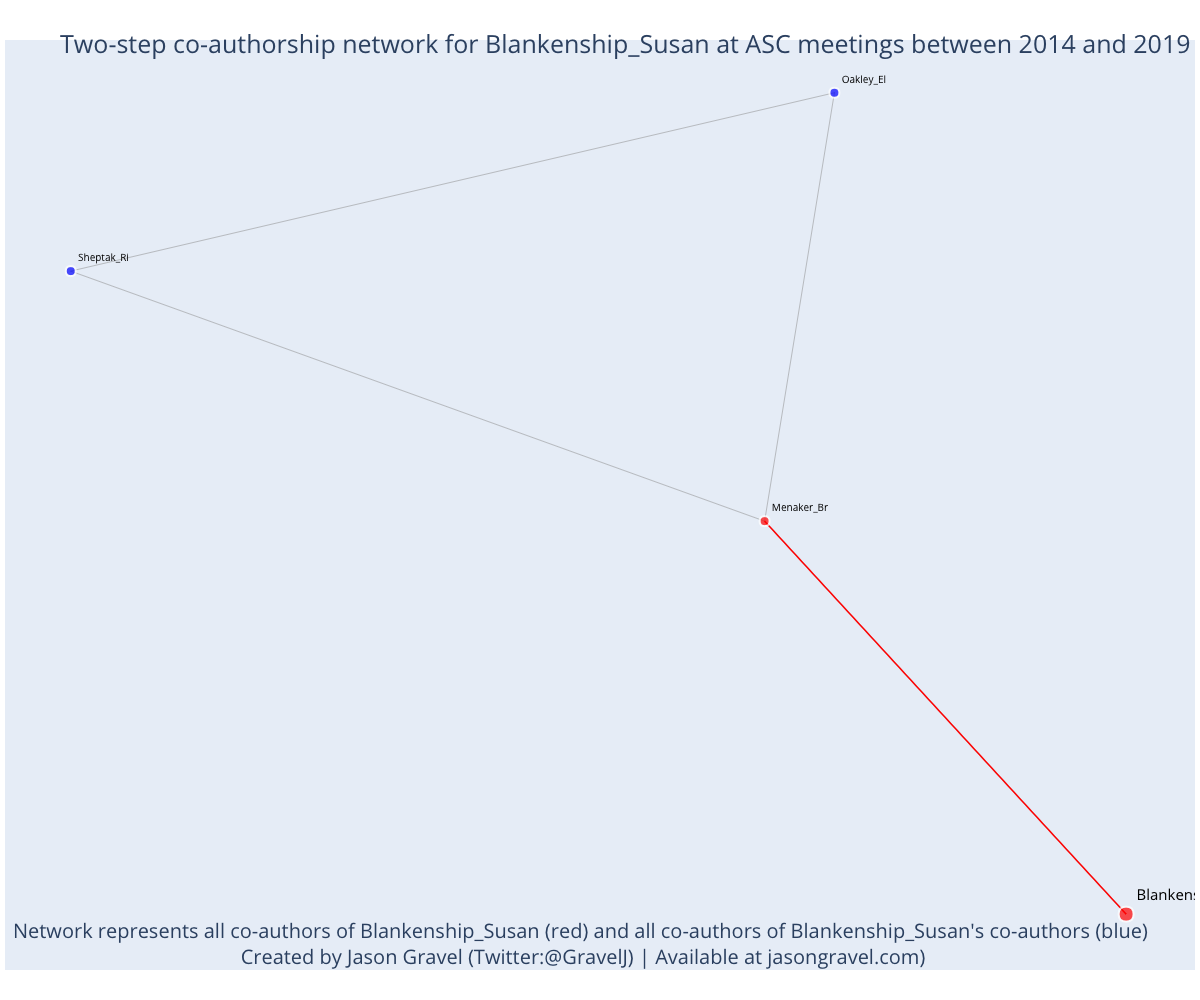 Two-step co-authorship network for Blankenship_Susan at ASC meetings between 2014 and 2019
Oakley_El
Sheptak_Ri
Menaker_Br
Blankens
Network represents all co-authors of Blankenship_Susan (red) and all co-authors of Blankenship_Susan's co-authors (blue)
Created by Jason Gravel (Twitter:@GravelJ) | Available at jasongravel.com)